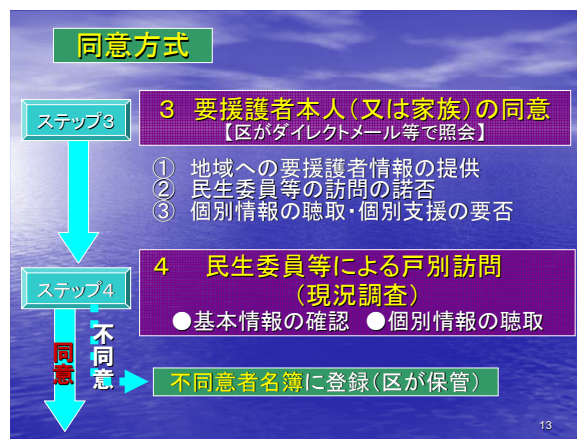 同意方式
ステップ3
3　要援護者本人(又は家族)の同意
【区がダイレクトメール等で照会】
① 地域への要援護者情報の提供
② 民生委員等の訪問の諾否
③ 個別情報の聴取・個別支援の要否
ステップ4
4　民生委員等による戸別訪問
(現況調査)
●基本情報の確認 ●個別情報の聴取
同意
不同意
不同意者名簿に登録(区が保管)
13